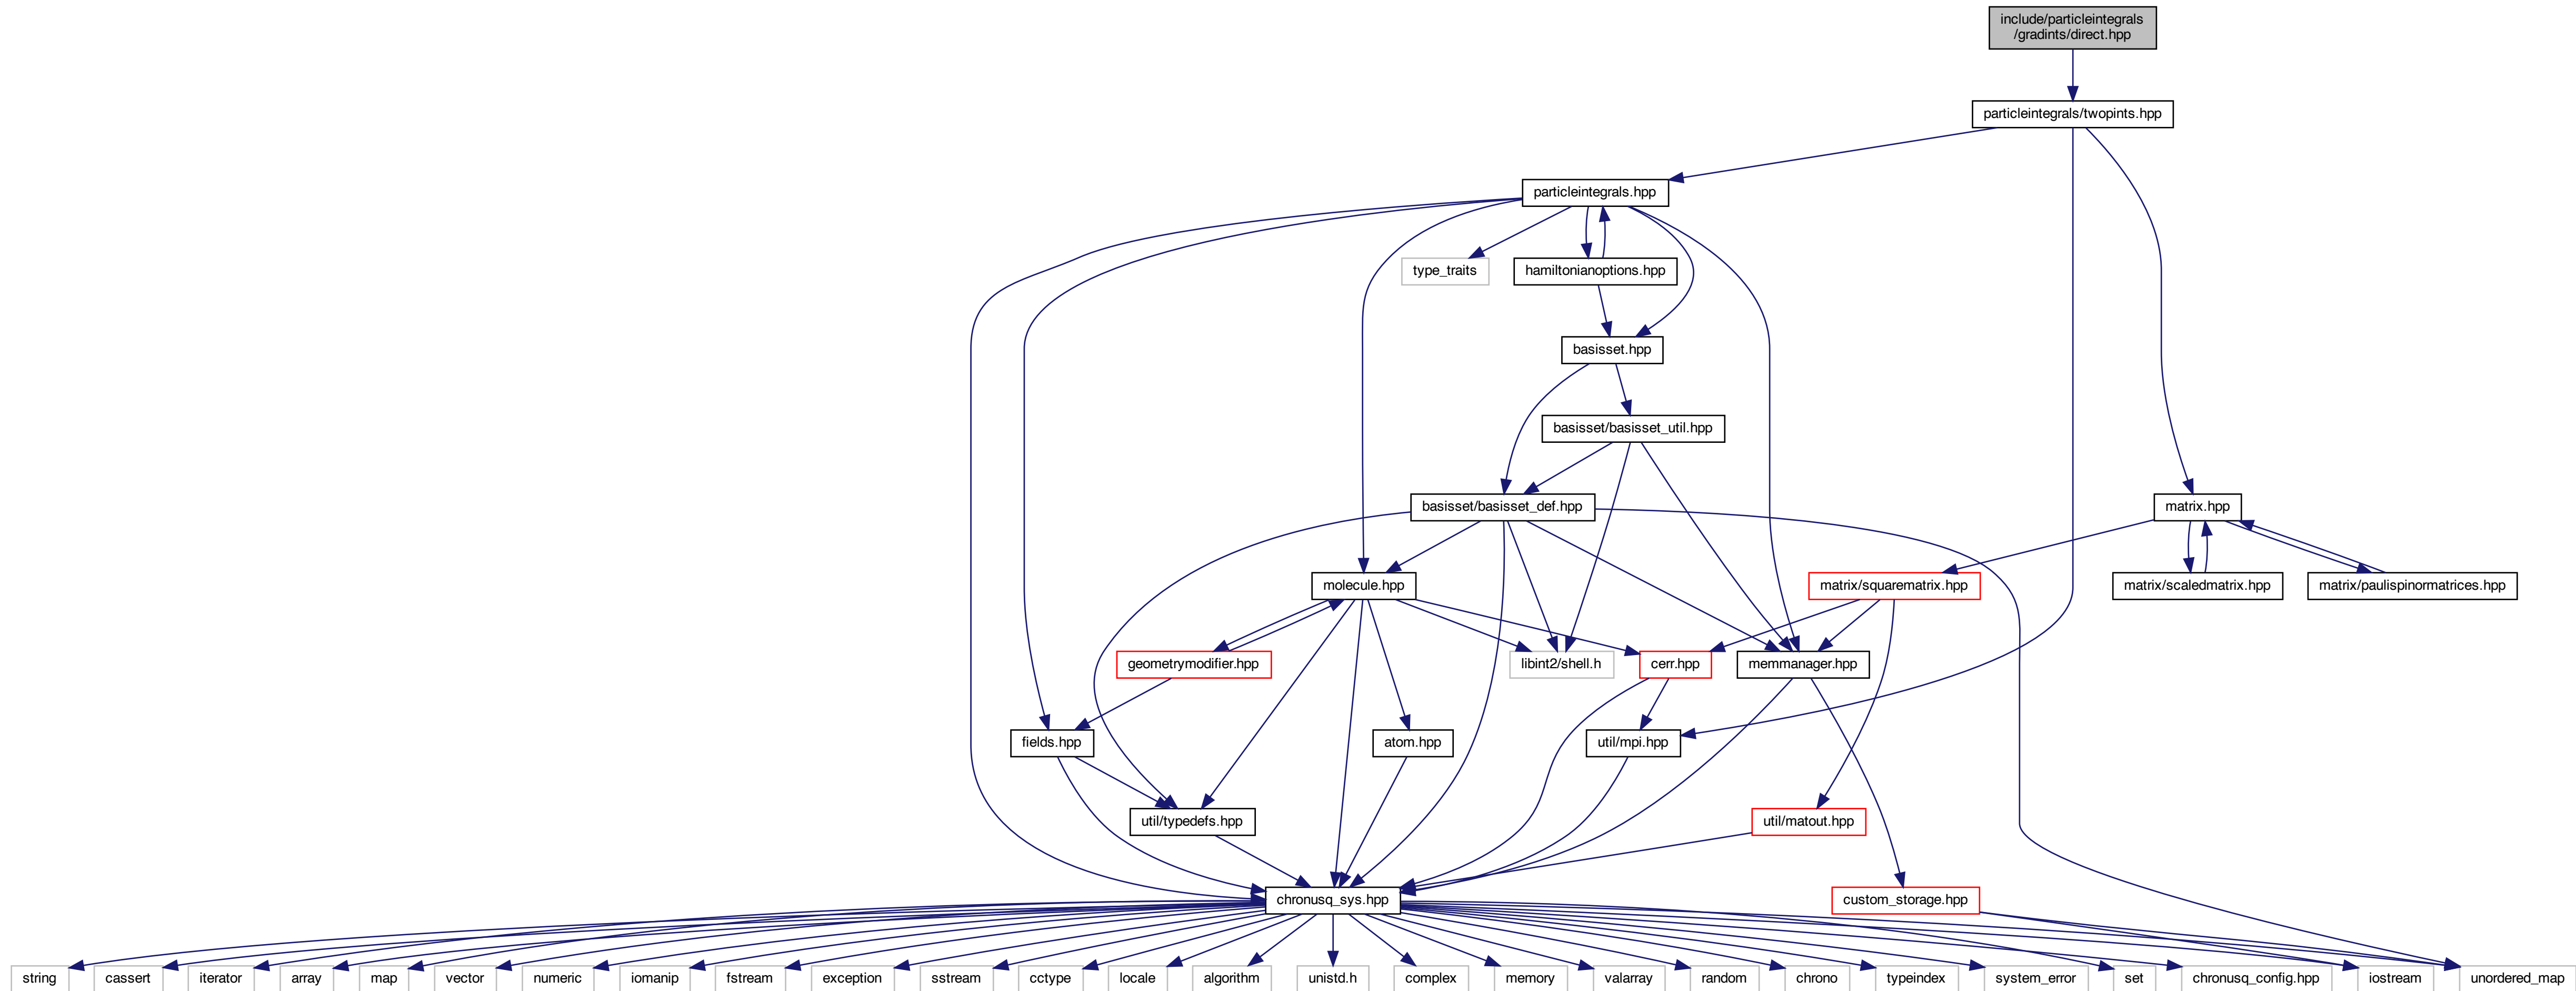 include/particleintegrals
/gradints/direct.hpp
particleintegrals/twopints.hpp
particleintegrals.hpp
type_traits
hamiltonianoptions.hpp
basisset.hpp
basisset/basisset_util.hpp
basisset/basisset_def.hpp
matrix.hpp
molecule.hpp
matrix/squarematrix.hpp
matrix/scaledmatrix.hpp
matrix/paulispinormatrices.hpp
geometrymodifier.hpp
libint2/shell.h
cerr.hpp
memmanager.hpp
fields.hpp
atom.hpp
util/mpi.hpp
util/typedefs.hpp
util/matout.hpp
chronusq_sys.hpp
custom_storage.hpp
string
cassert
iterator
array
map
vector
numeric
iomanip
fstream
exception
sstream
cctype
locale
algorithm
unistd.h
complex
memory
valarray
random
chrono
typeindex
system_error
set
chronusq_config.hpp
iostream
unordered_map